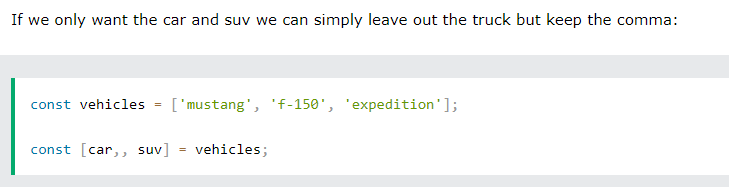 If we only want the car and suv we can simply leave out the truck but keep the comma:
const vehicles = ['mustang', 'f-150', 'expedition'];
const [car,, suv] = vehicles;